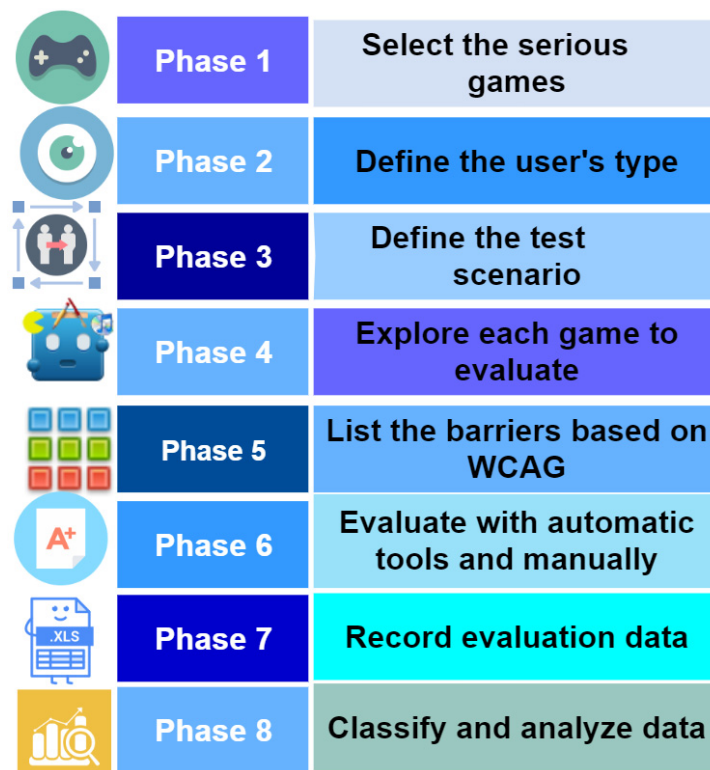 Phase 1
Select the serious
games
Phase 2
Define the user's type
Phase 3
Define the test
scenario
Phase 4
Explore each game to
evaluate
Phase 5
List the barriers based on
WCAG
A+
Phase 6
Evaluate with automatic
tools and manually
.XLS
Phase 7
Record evaluation data
Phase 8
Classify and analyze data